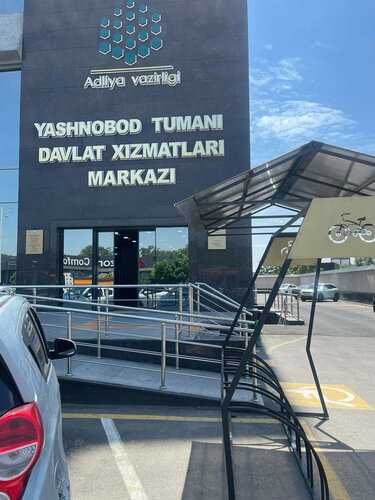 Adliya vazirligi
YASHNOBOD TUMANI
DAVLAT XIZMATLARI
MARKAZI